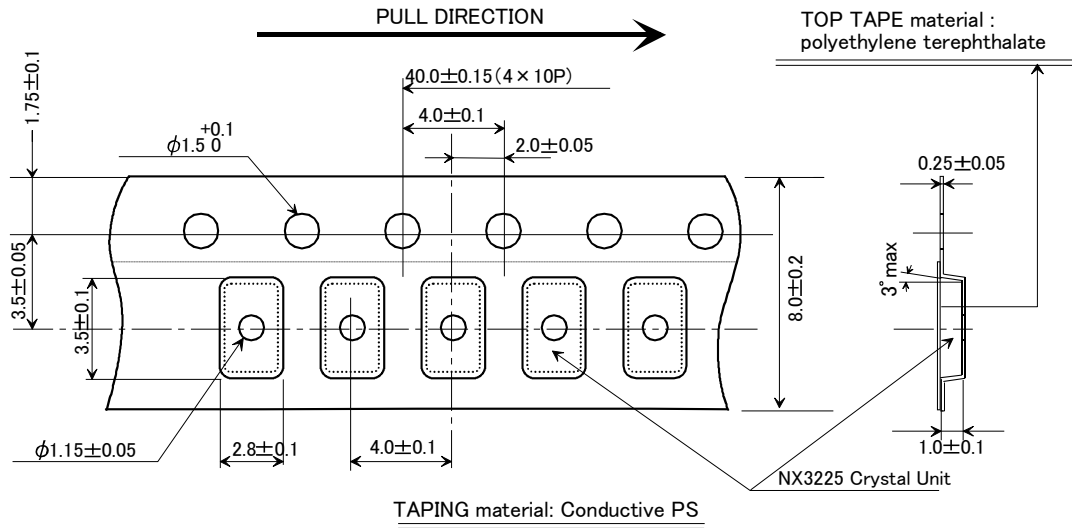 PULL DIRECTION
TOP TAPE material :
polyethylene terephthalate
1.75±0.1
40.0±0.15(4×10P)
4.0±0.1
+0.1
φ1.5 0
2.0±0.05
0.25±0.05
3.5±0.05
3.5±0.1
8.0±0.2
3°max
φ1.15±0.05
2.8±0.1
4.0±0.1
1.0±0.1
NX3225 Crystal Unit
TAPING material: Conductive PS